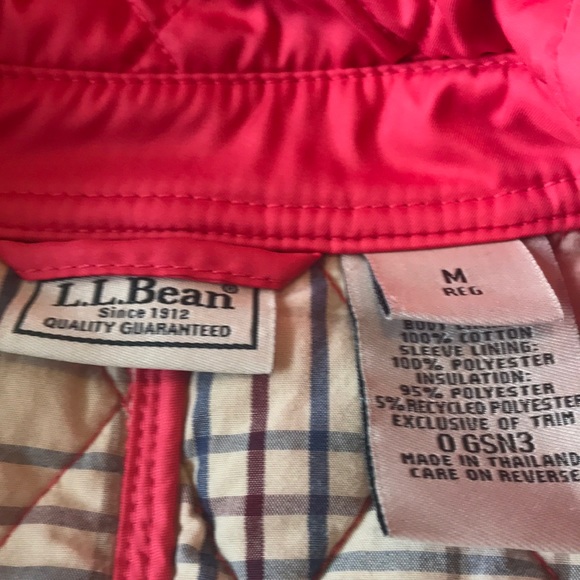 L.L.Bean®
Since 1912
QUALITY GUARANTEED
M
REG
BODY
100% COTTON
SLEEVE LINING:
100% POLYESTER
INSULATION:
95% POLYESTER
5% RECYCLED POLYESTER
EXCLUSIVE OF TRIM
0 GSN3
MADE IN THAILAND
CARE ON REVERSE